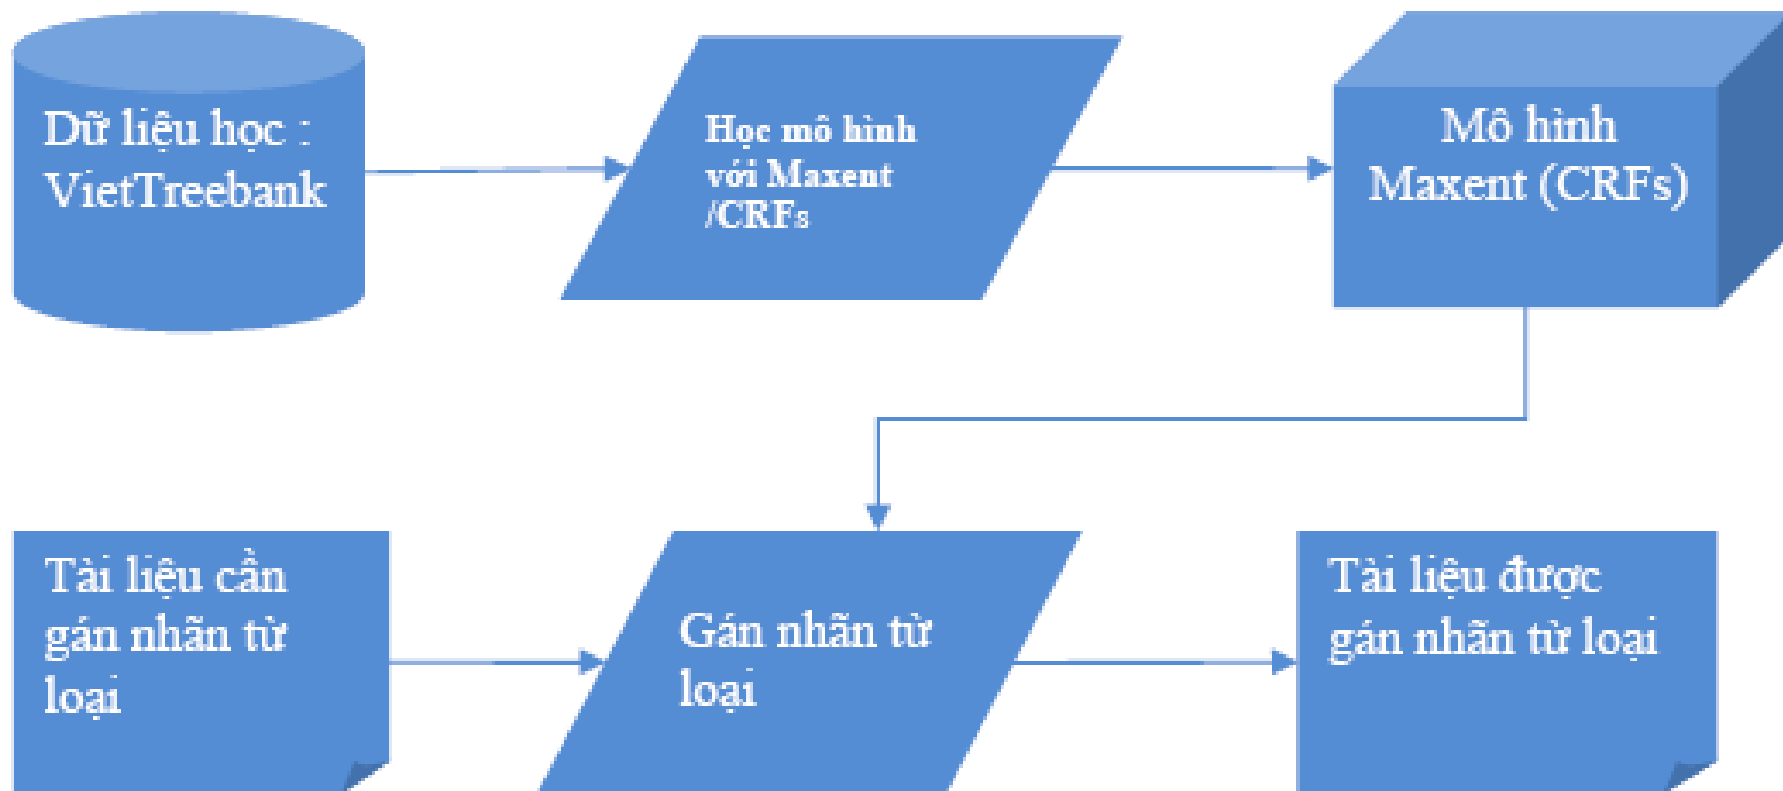 Dữ liệu học :
VietTreebank
Học mô hình
với Maxent
/CRFs
Mô hình
Maxent (CRFs)
Tài liệu cần
gán nhãn từ
loại
Gán nhãn từ
loại
Tài liệu được
gán nhãn từ loại